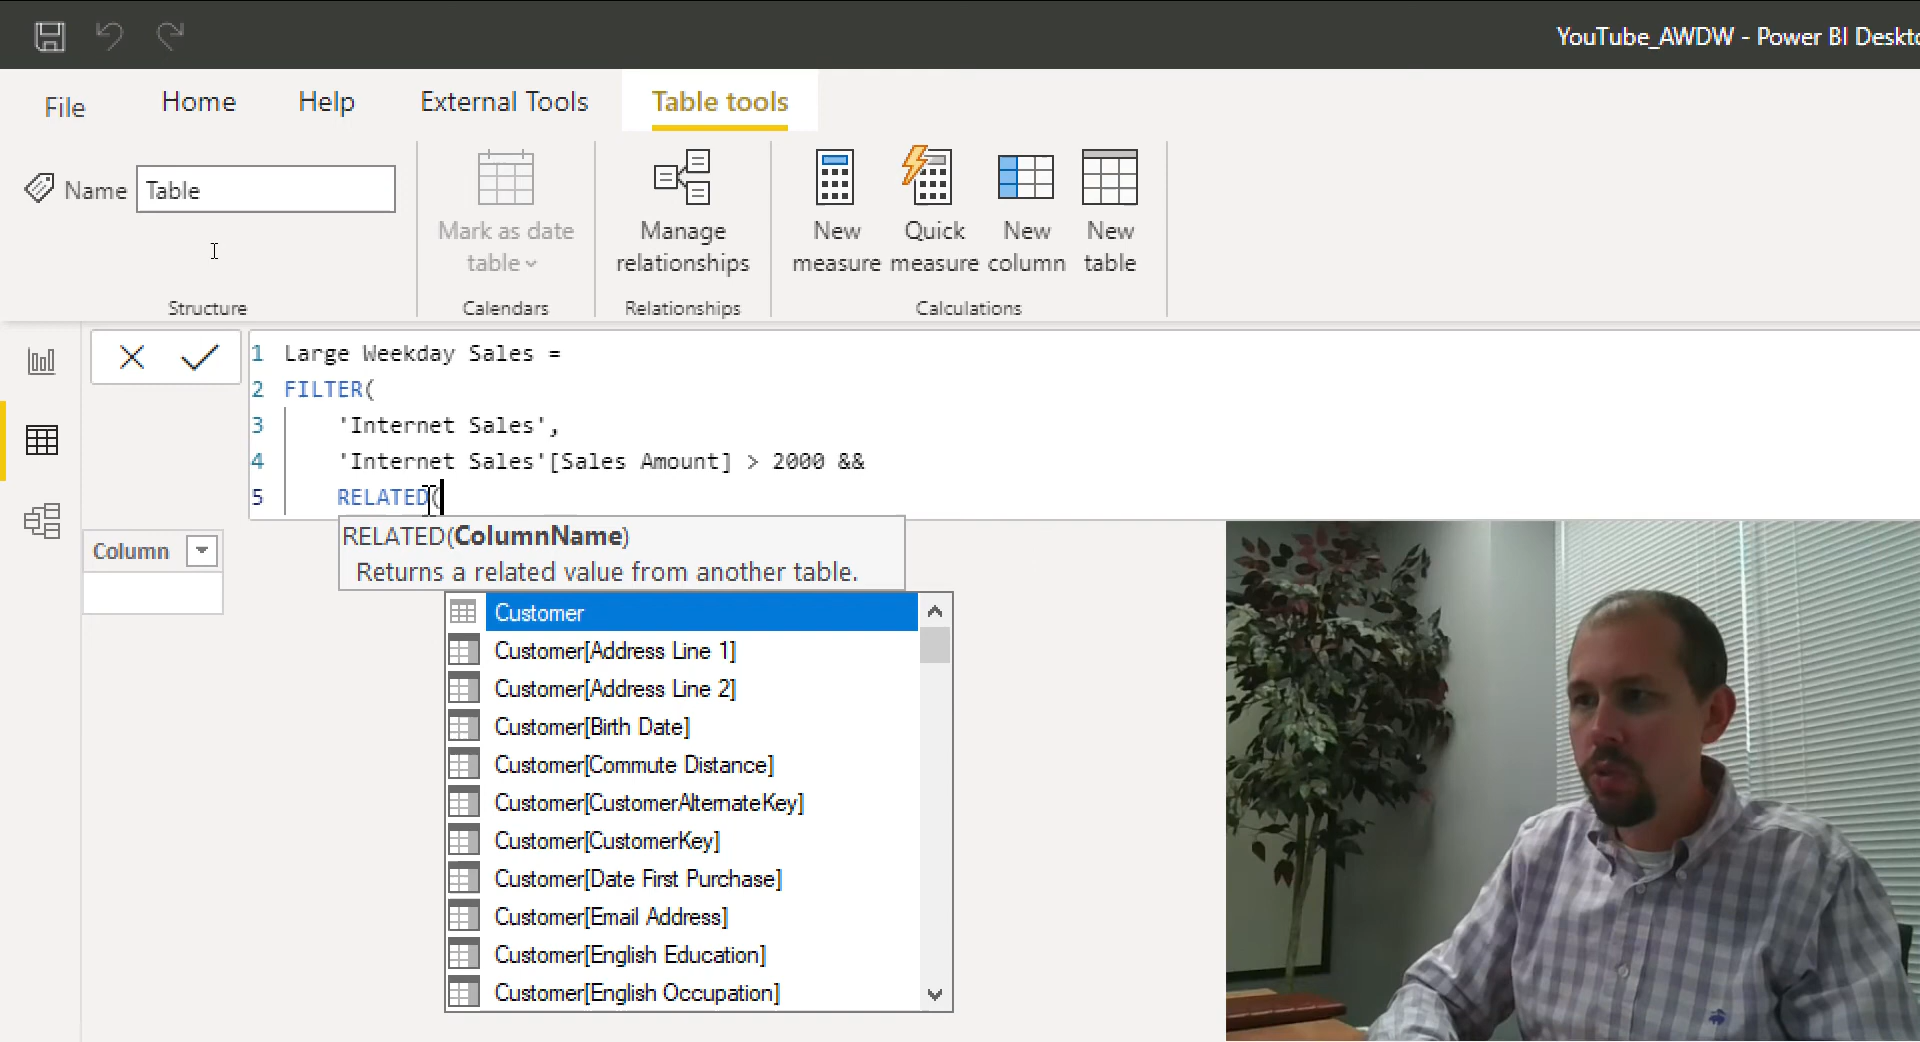 YouTube_AWDW - Power BI Deskto
File Home Help External Tools Table tools
Name Table
Mark as date table
Manage relationships
New measure
Quick measure
New column
New table
Structure Calendars Relationships Calculations
1 Large Weekday Sales =
2 FILTER(
3 'Internet Sales',
4 'Internet Sales'[Sales Amount] > 2000 &&
5 RELATED(
RELATED(ColumnName)
Returns a related value from another table.
Column
Customer
Customer[Address Line 1]
Customer[Address Line 2]
Customer[Birth Date]
Customer[Commute Distance]
Customer[CustomerAlternateKey]
Customer[CustomerKey]
Customer[Date First Purchase]
Customer[Email Address]
Customer[English Education]
Customer[English Occupation]